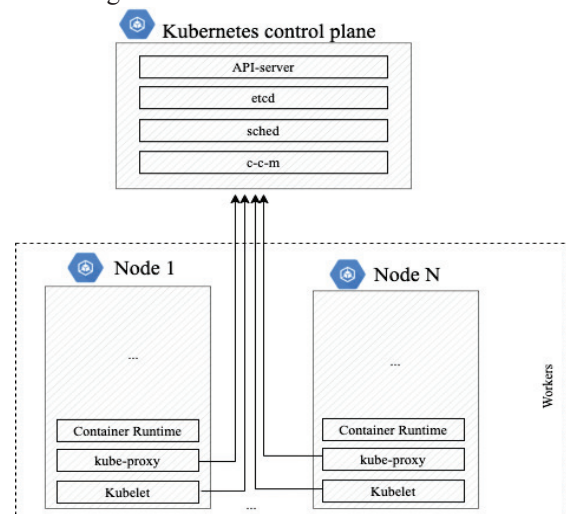 Kubernetes control plane
API-server
etcd
sched
c-c-m
Node 1
Node N
...
...
Workers
Container Runtime
kube-proxy
Kubelet
Container Runtime
kube-proxy
Kubelet
...